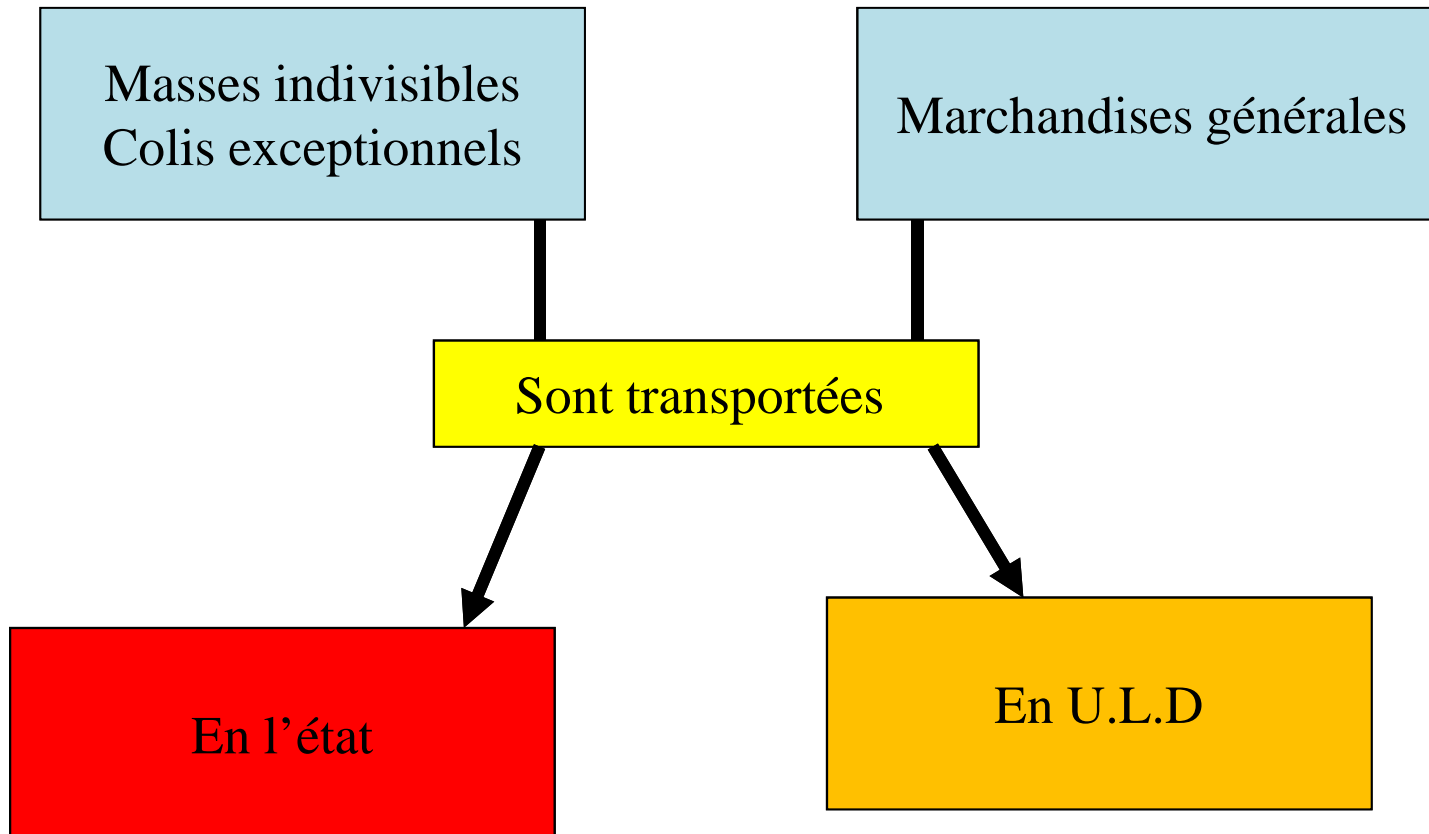 Masses indivisibles
Colis exceptionnels
Marchandises générales
Sont transportées
En l’état
En U.L.D